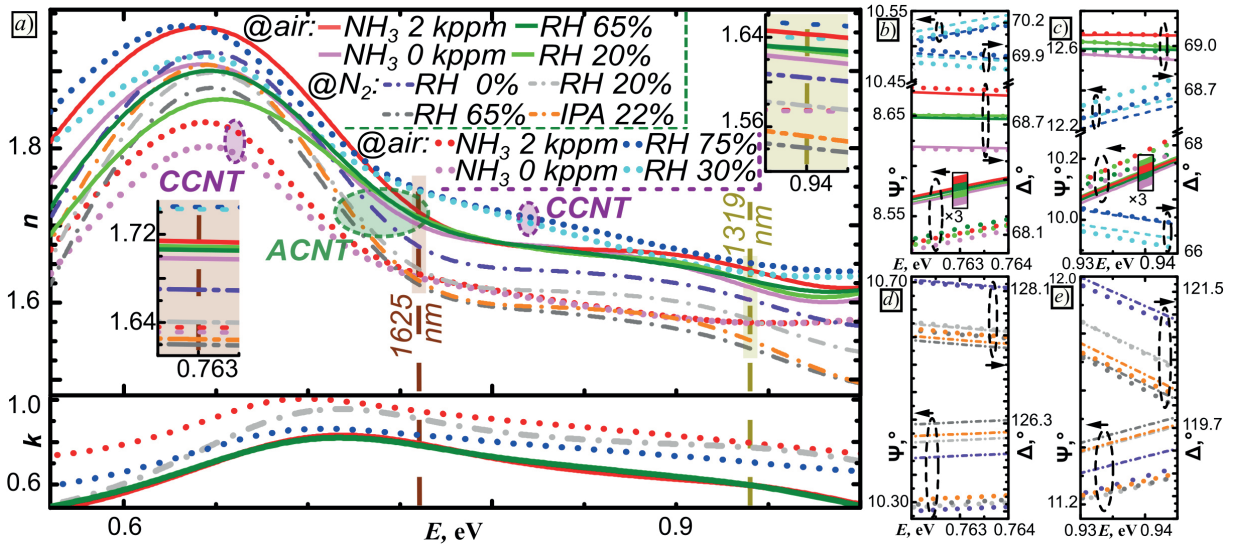 a)
@air: NH3 2 kppm RH 65%
NH3 0 kppm RH 20%
@N2: RH 0% RH 20%
RH 65% IPA 22%
@air: NH3 2 kppm RH 75%
NH3 0 kppm RH 30%
CCNT
CCNT
ACNT
1625 nm
1319 nm
n
1.8
1.6
1.72
1.64
0.763
1.64
1.56
0.94
k
1.0
0.6
0.6
0.9
E, eV
b)
10.55
10.45
8.65
8.55
Ψ,°
70.2
69.9
68.7
68.1
Δ,°
×3
E, eV
0.763
0.764
c)
12.6
12.2
10.2
10.0
Ψ,°
69.0
68.7
68
66
Δ,°
×3
0.93
E, eV
0.94
d)
10.70
10.30
Ψ,°
128.1
126.3
Δ,°
E, eV
0.763
0.764
e)
12.0
11.2
Ψ,°
121.5
119.7
Δ,°
0.93
E, eV
0.94